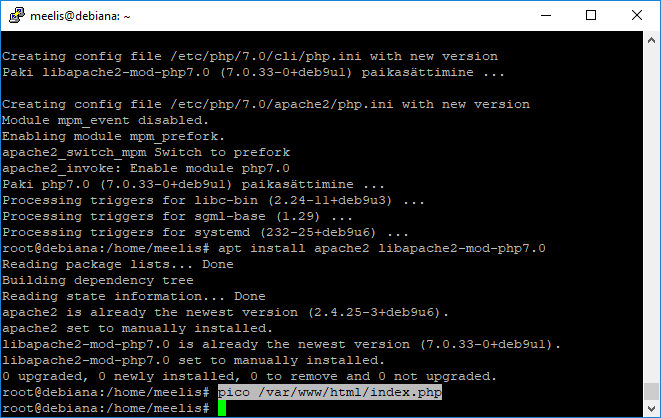 meelis@debiana: ~
Creating config file /etc/php/7.0/cli/php.ini with new version
Paki libapache2-mod-php7.0 (7.0.33-0+deb9u1) paikasättimine ...
Creating config file /etc/php/7.0/apache2/php.ini with new version
Module mpm_event disabled.
Enabling module mpm_prefork.
apache2_switch_mpm Switch to prefork
apache2_invoke: Enable module php7.0
Paki php7.0 (7.0.33-0+deb9u1) paikasättimine ...
Processing triggers for libc-bin (2.24-11+deb9u3) ...
Processing triggers for sgml-base (1.29) ...
Processing triggers for systemd (232-25+deb9u6) ...
root@debiana:/home/meelis# apt install apache2 libapache2-mod-php7.0
Reading package lists... Done
Building dependency tree
Reading state information... Done
apache2 is already the newest version (2.4.25-3+deb9u6).
apache2 set to manually installed.
libapache2-mod-php7.0 is already the newest version (7.0.33-0+deb9u1).
libapache2-mod-php7.0 set to manually installed.
0 upgraded, 0 newly installed, 0 to remove and 0 not upgraded.
root@debiana:/home/meelis# pico /var/www/html/index.php
root@debiana:/home/meelis#